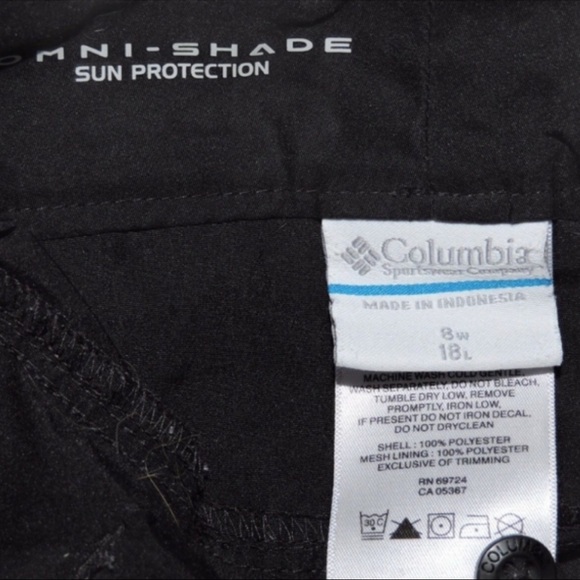 OMNI-SHADE
SUN PROTECTION
Columbia
Sportswear Company
MADE IN INDONESIA
8W
18L
MACHINE WASH COLD GENTLE,
WASH SEPARATELY, DO NOT BLEACH,
TUMBLE DRY LOW, REMOVE
PROMPTLY, IRON LOW,
IF PRESENT DO NOT IRON DECAL,
DO NOT DRYCLEAN
SHELL : 100% POLYESTER
MESH LINING : 100% POLYESTER
EXCLUSIVE OF TRIMMING
RN 69724
CA 05367
30 C
COLUM